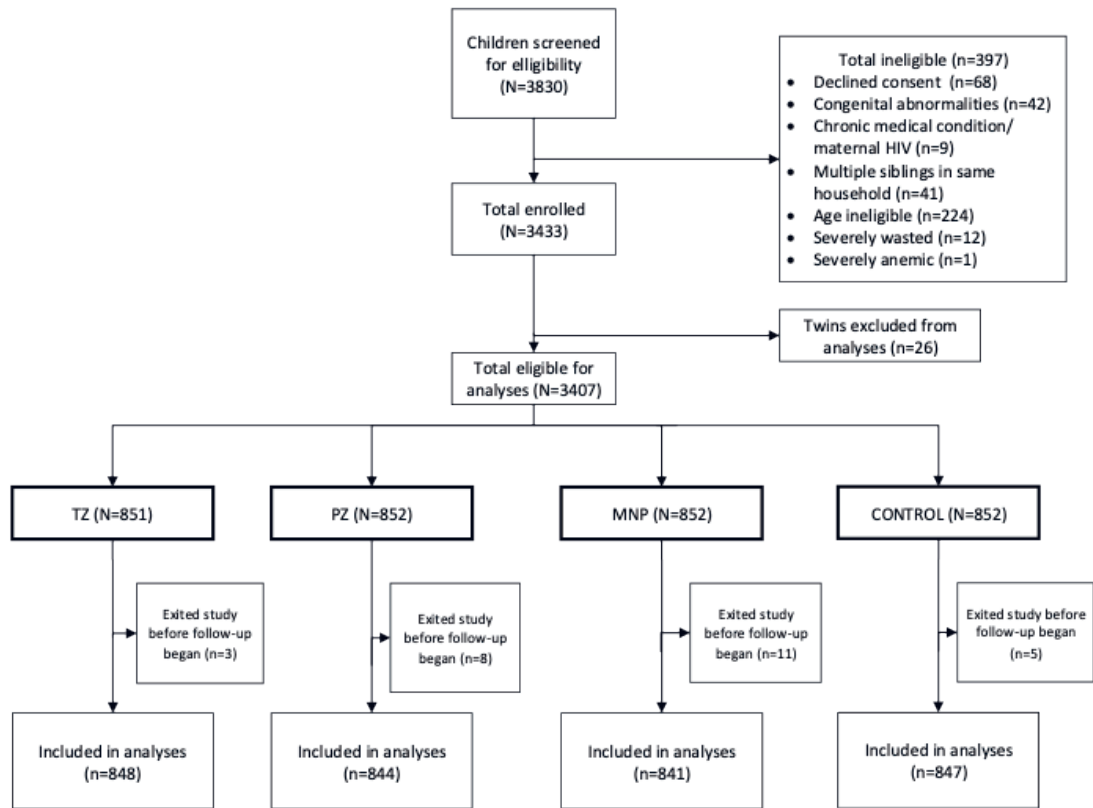 Children screened
for elligibility
(N=3830)
Total ineligible (n=397)
• Declined consent (n=68)
• Congenital abnormalities (n=42)
• Chronic medical condition/
maternal HIV (n=9)
• Multiple siblings in same
household (n=41)
• Age ineligible (n=224)
• Severely wasted (n=12)
• Severely anemic (n=1)
Total enrolled
(N=3433)
Twins excluded from
analyses (n=26)
Total eligible for
analyses (N=3407)
TZ (N=851)
PZ (N=852)
MNP (N=852)
CONTROL (N=852)
Exited study
before follow-up
began (n=3)
Exited study
before follow-up
began (n=8)
Exited study
before follow-up
began (n=11)
Exited study before
follow-up began
(n=5)
Included in analyses
(n=848)
Included in analyses
(n=844)
Included in analyses
(n=841)
Included in analyses
(n=847)